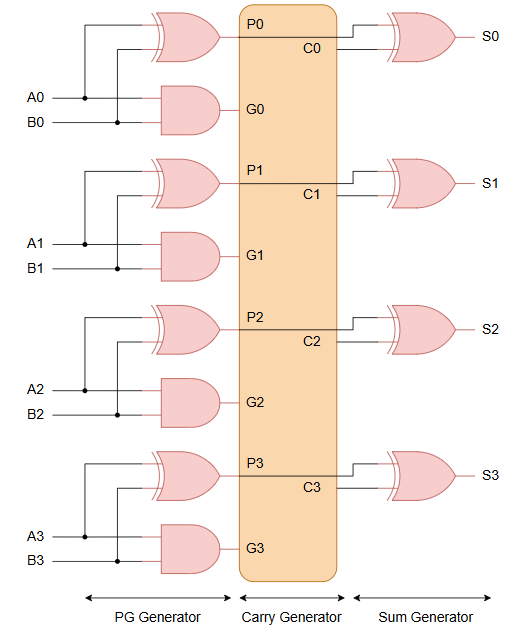 P0
S0
C0
A0
G0
B0
P1
S1
C1
A1
G1
B1
P2
S2
C2
A2
G2
B2
P3
S3
C3
A3
G3
B3
PG Generator Carry Generator Sum Generator